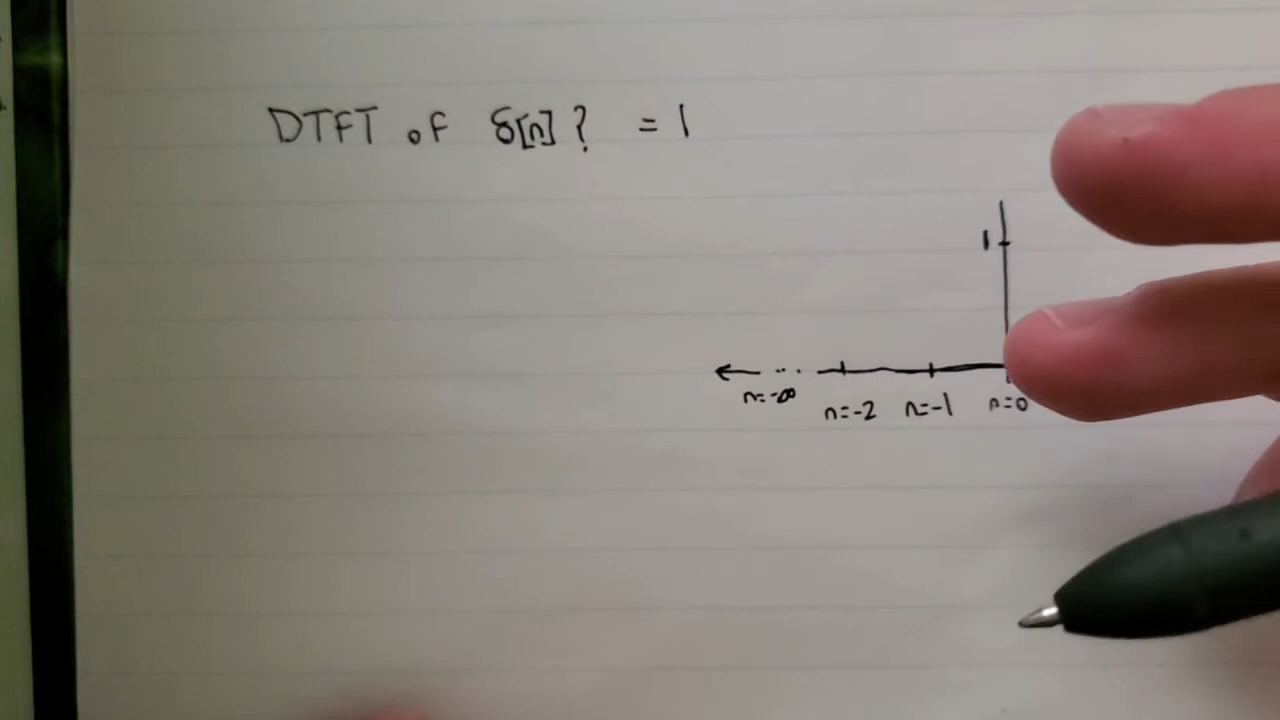 DTFT of δ[n]? = 1
1
n=-∞ n=-2 n=-1 n=0